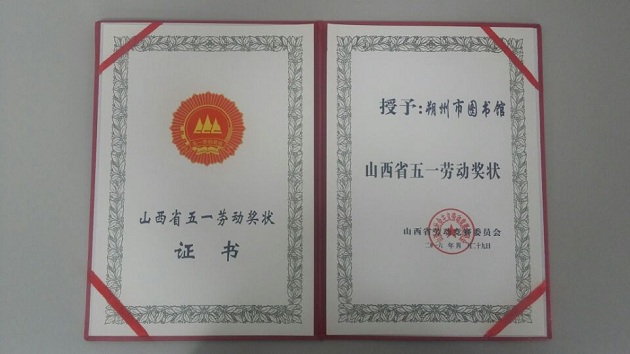 山西省五一劳动奖状
证书
授予:朔州市图书馆
山西省五一劳动奖状
山西省劳动竞赛委员会